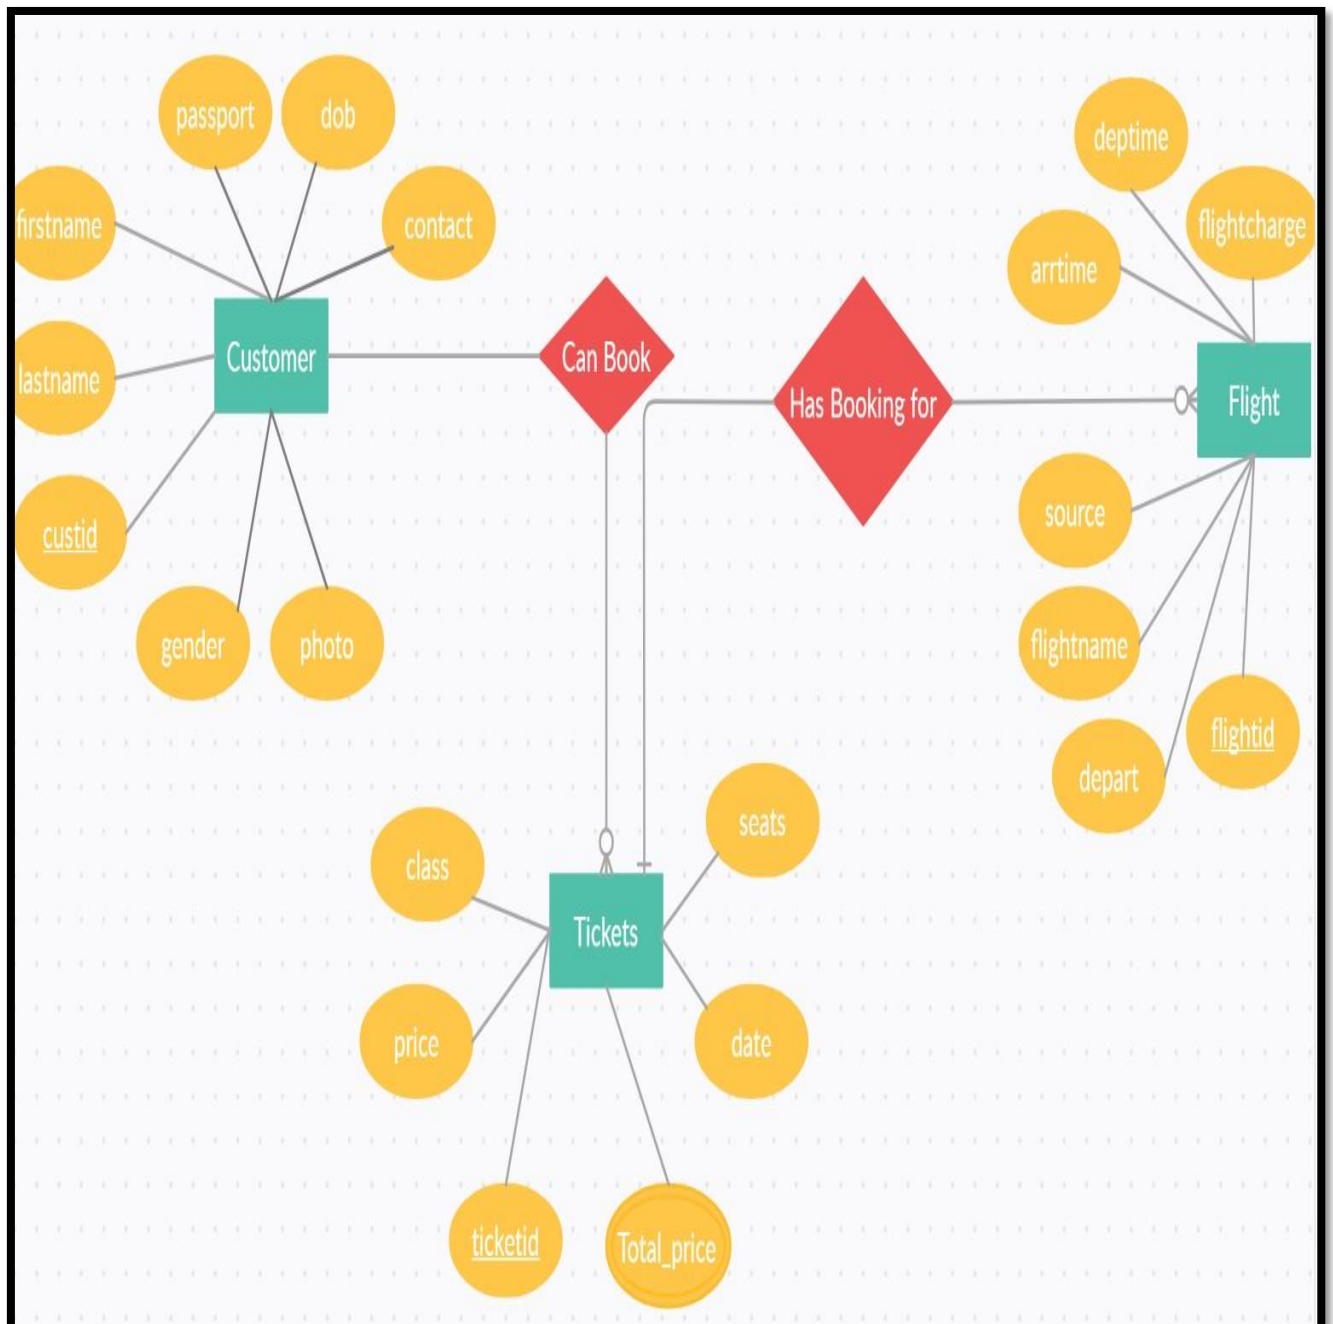 passport
dob
deptime
firstname
contact
flightcharge
arrtime
Customer
Can Book
lastname
Has Booking for
Flight
custid
source
gender
photo
flightname
flightid
depart
seats
class
Tickets
price
date
ticketid
Total_price